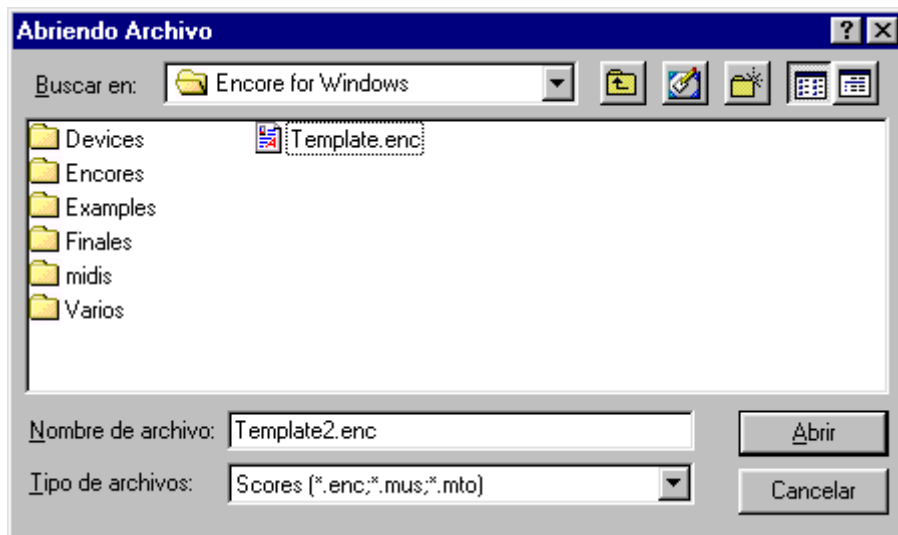 Abriendo Archivo
Buscar en: Encore for Windows
Devices
Encores
Examples
Finales
midis
Varios
Template.enc
Nombre de archivo: Template2.enc
Abrir
Tipo de archivos: Scores (*.enc;*.mus;*.mto)
Cancelar